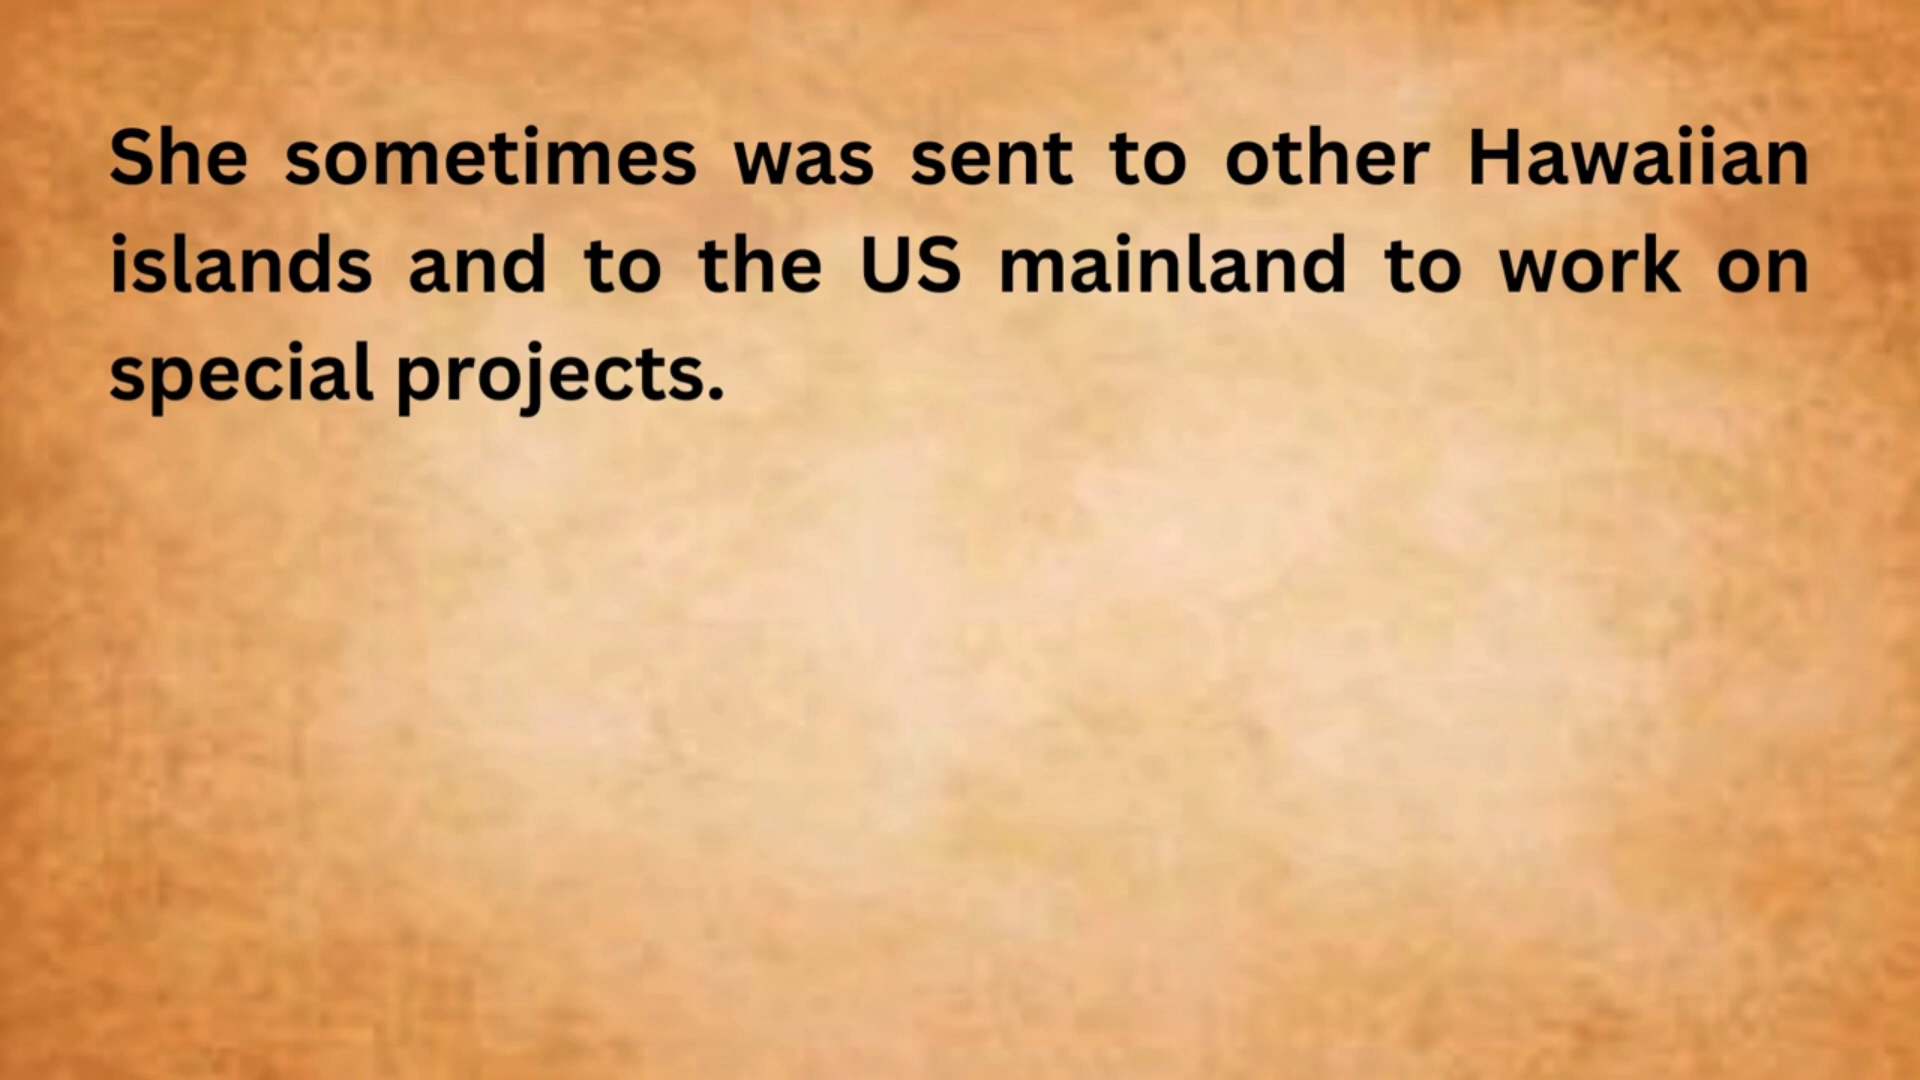 She sometimes was sent to other Hawaiian
islands and to the US mainland to work on
special projects.